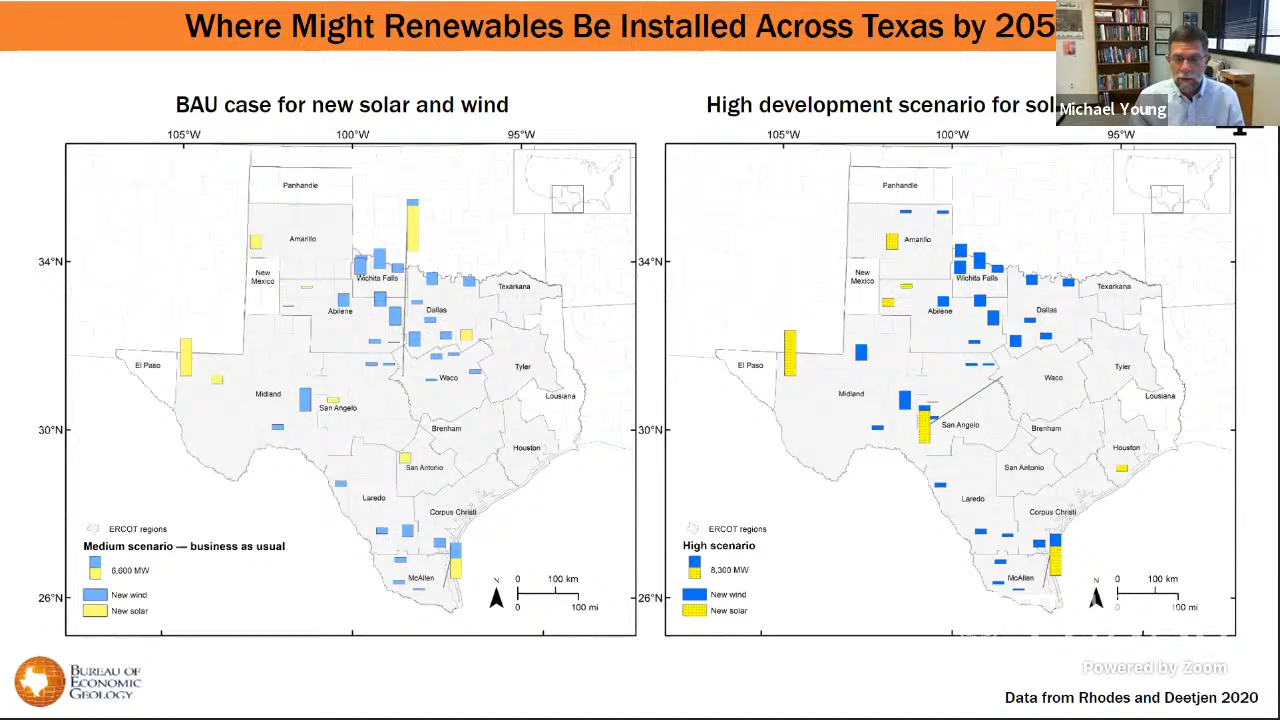 Where Might Renewables Be Installed Across Texas by 205
Michael Young
BAU case for new solar and wind
105°W 100°W 95°W
34°N
30°N
26°N
Panhandle
Amarillo
New
Mexico
Wichita Falls
Texarkana
Abilene
Dallas
El Paso
Tyler
Waco
Midland
San Angelo
Lousiana
Brenham
Houston
San Antonio
Laredo
Corpus Christi
McAllen
ERCOT regions
Medium scenario — business as usual
6,600 MW
New wind
New solar
N
0 100 km
0 100 mi
High development scenario for sol
105°W 100°W 95°W
34°N
30°N
26°N
Panhandle
Amarillo
New
Mexico
Wichita Falls
Texarkana
Abilene
Dallas
El Paso
Tyler
Waco
Midland
Lousiana
San Angelo
Brenham
Houston
San Antonio
Laredo
Corpus Christi
McAllen
ERCOT regions
High scenario
8,300 MW
New wind
New solar
N
0 100 km
0 100 mi
Bureau of
Economic
Geology
Powered by Zoom
Data from Rhodes and Deetjen 2020